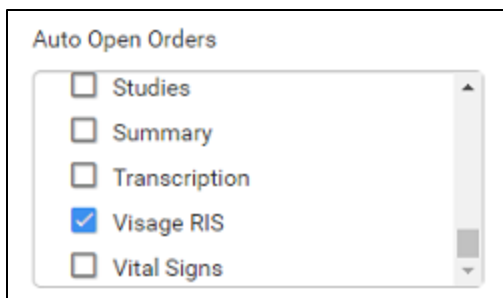 Auto Open Orders
Studies
Summary
Transcription
Visage RIS
Vital Signs